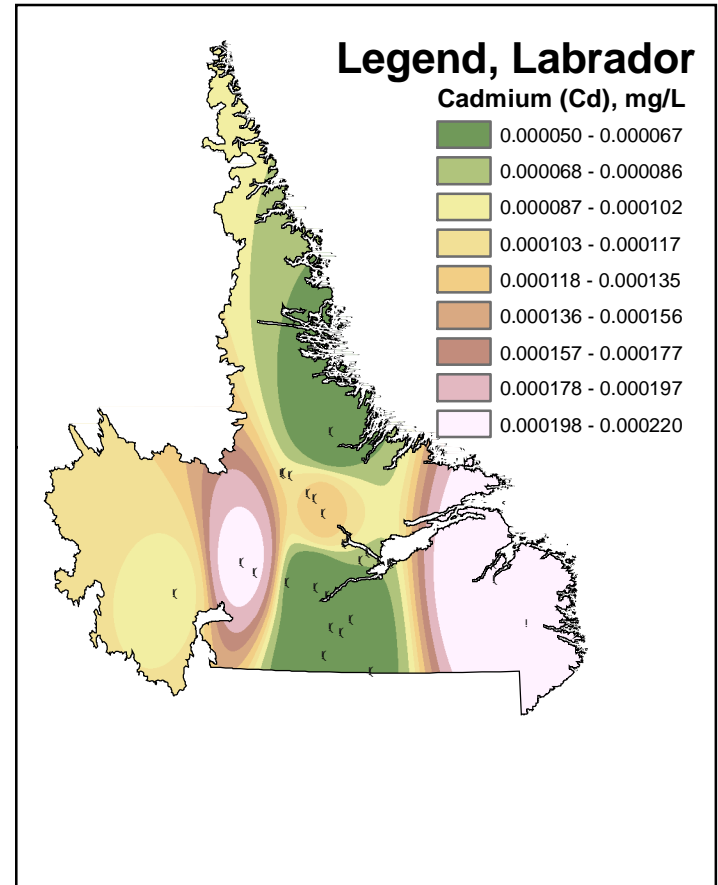 Legend, Labrador
Cadmium (Cd), mg/L
0.000050 - 0.000067
0.000068 - 0.000086
0.000087 - 0.000102
0.000103 - 0.000117
0.000118 - 0.000135
0.000136 - 0.000156
0.000157 - 0.000177
0.000178 - 0.000197
0.000198 - 0.000220